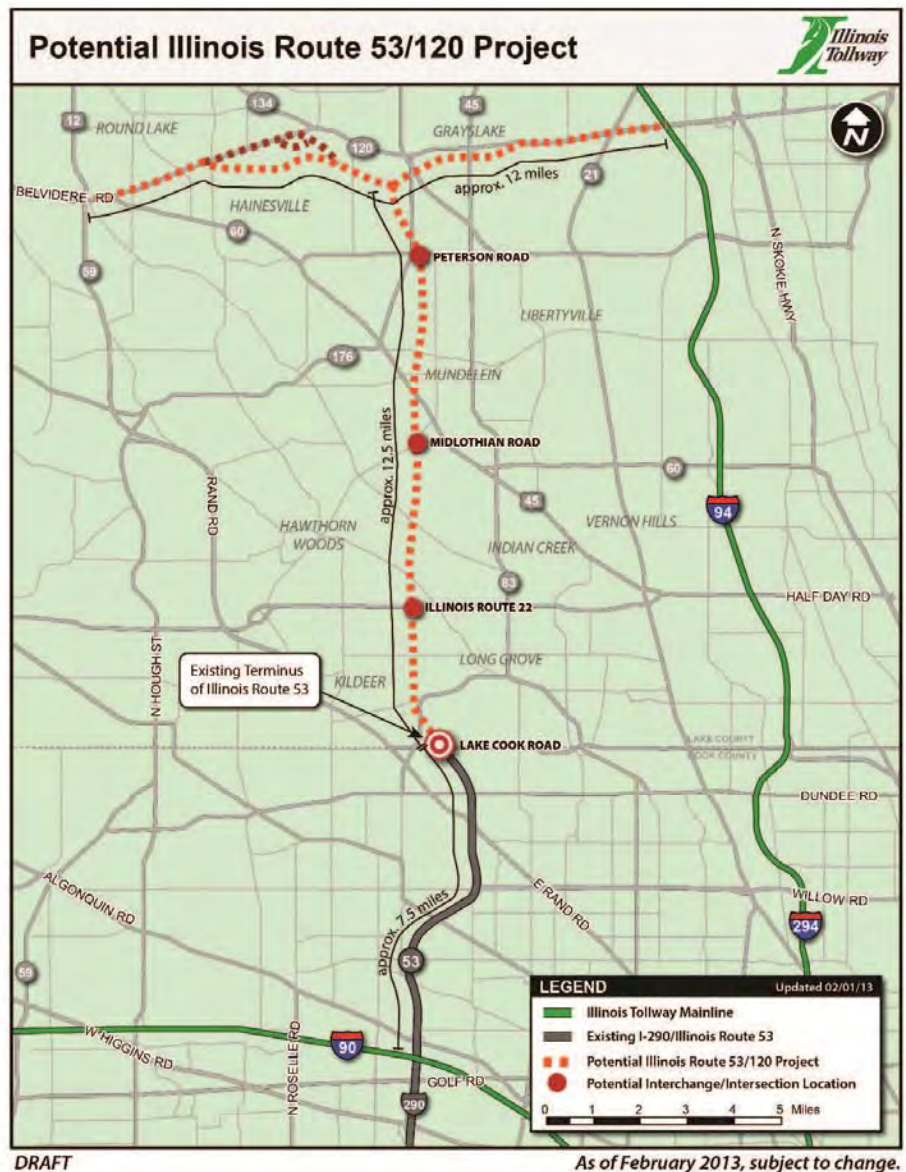 Potential Illinois Route 53/120 Project
Illinois
Tollway
134
45
12
ROUND LAKE
GRAYSLAKE
N
120
21
approx. 12 miles
BELVIDERE RD
HAINESVILLE
60
PETERSON ROAD
N SKOKIE HWY
59
LIBERTYVILLE
176
MUNDELEIN
approx. 12.5 miles
MIDLOTHIAN ROAD
60
RAND RD
45
94
HAWTHORN
WOODS
VERNON HILLS
INDIAN CREEK
83
HALF DAY RD
ILLINOIS ROUTE 22
N HOUGH ST
LONG GROVE
Existing Terminus
of Illinois Route 53
KILDEER
LAKE COOK ROAD
LAKE COUNTY
COOK COUNTY
DUNDEE RD
ALGONQUIN RD
E RAND RD
WILLOW RD
approx. 7.5 miles
294
53
59
LEGEND
Updated 02/01/13
Illinois Tollway Mainline
Existing I-290/Illinois Route 53
Potential Illinois Route 53/120 Project
Potential Interchange/Intersection Location
0 1 2 3 4 5 Miles
W HIGGINS RD
N ROSELLE RD
90
GOLF RD
290
DRAFT
As of February 2013, subject to change.